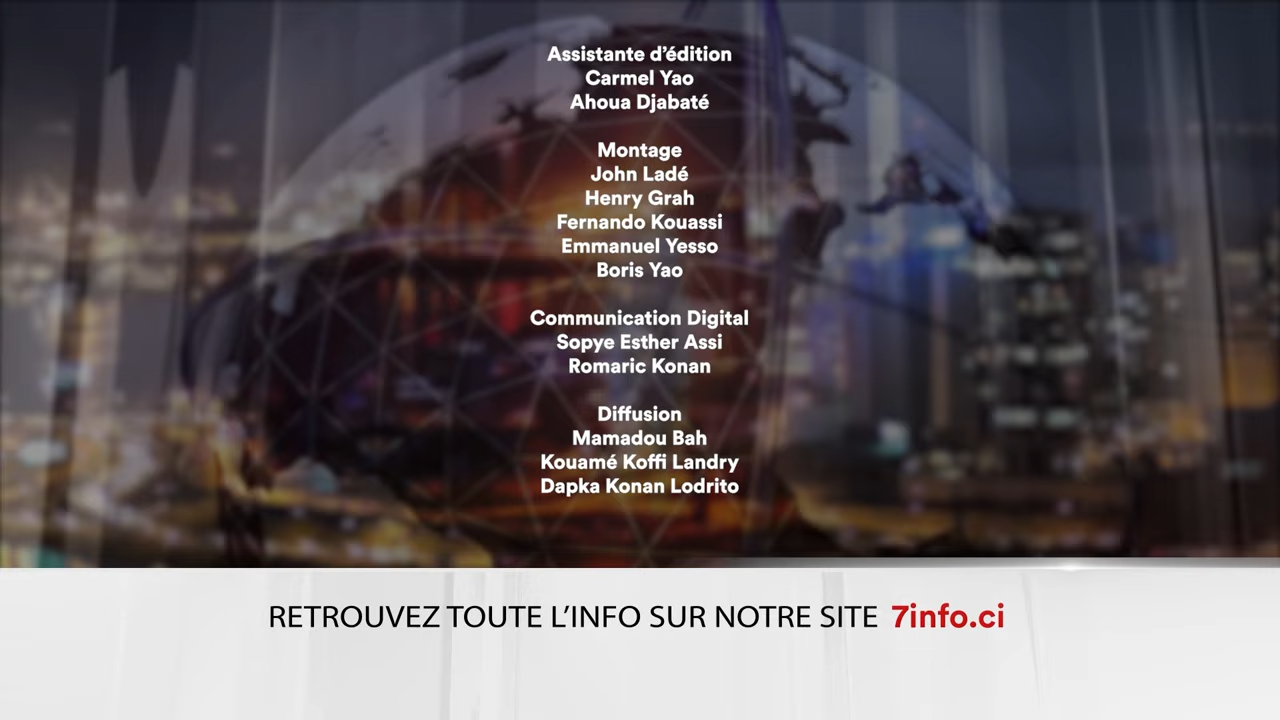 Assistante d’édition
Carmel Yao
Ahoua Djabaté
Montage
John Ladé
Henry Grah
Fernando Kouassi
Emmanuel Yesso
Boris Yao
Communication Digital
Sopye Esther Assi
Romaric Konan
Diffusion
Mamadou Bah
Kouamé Koffi Landry
Dapka Konan Lodrito
RETROUVEZ TOUTE L’INFO SUR NOTRE SITE 7info.ci